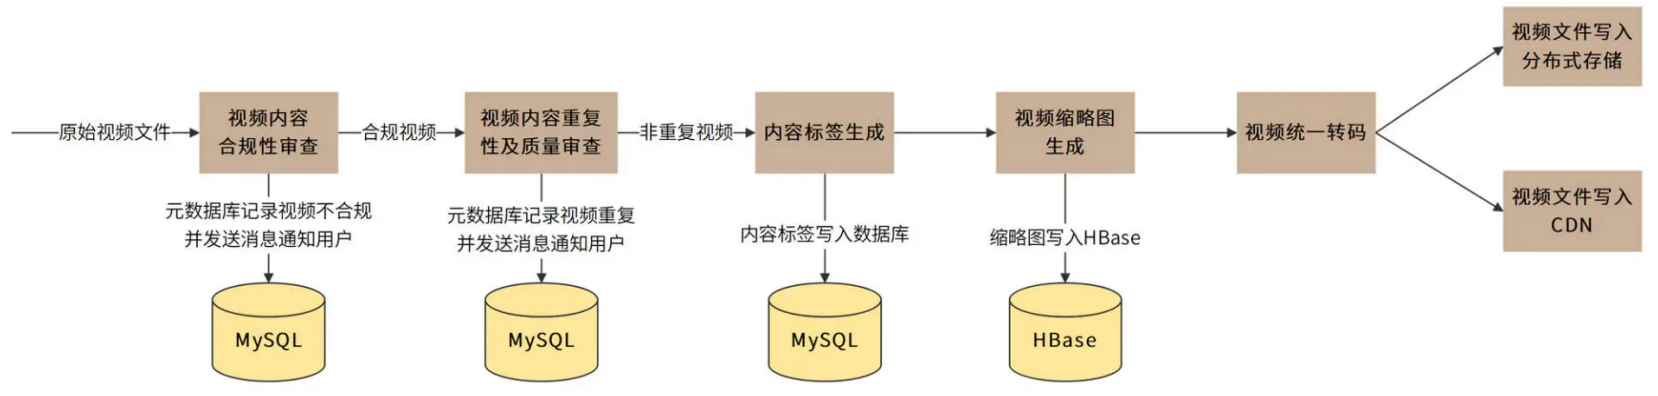 原始视频文件
视频内容
合规性审查
合规视频
视频内容重复
性及质量审查
非重复视频
内容标签生成
视频缩略图
生成
视频统一转码
视频文件写入
分布式存储
视频文件写入
CDN
元数据库记录视频不合规
并发送消息通知用户
元数据库记录视频重复
并发送消息通知用户
内容标签写入数据库
缩略图写入HBase
MySQL
MySQL
MySQL
HBase